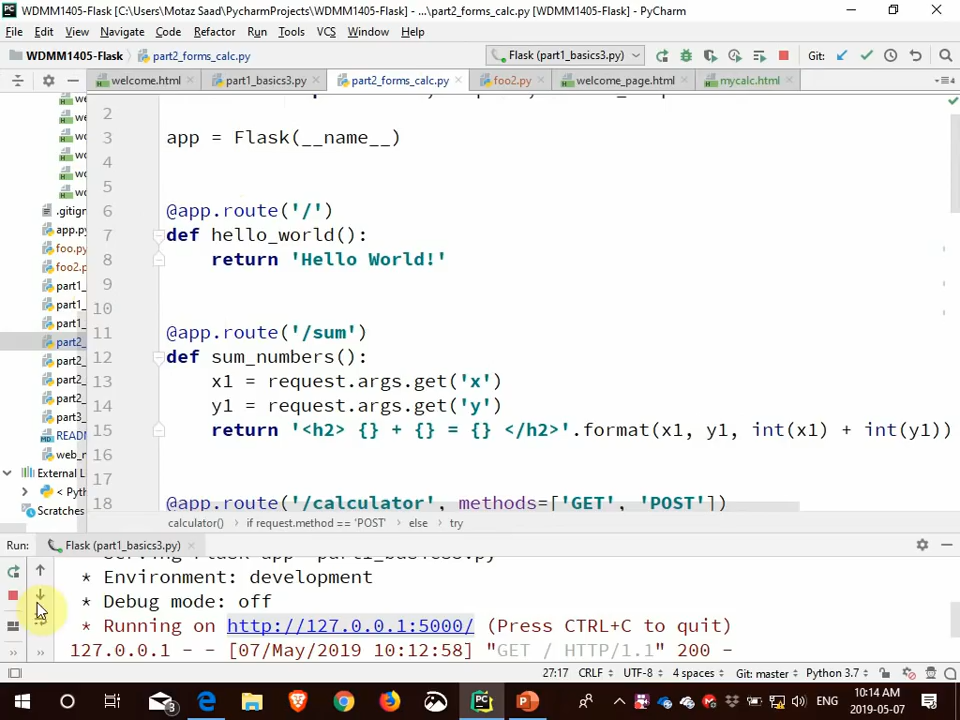 WDMM1405-Flask [C:\Users\Motaz Saad\PycharmProjects\WDMM1405-Flask] - ...\part2_forms_calc.py [WDMM1405-Flask] - PyCharm
File Edit View Navigate Code Refactor Run Tools VCS Window Help
WDMM1405-Flask part2_forms_calc.py Flask (part1_basics3.py) Git:
welcome.html part1_basics3.py part2_forms_calc.py foo2.py welcome_page.html mycalc.html
we
2
we
3 app = Flask(__name__)
we
4
we
5
we
.gitign
6 @app.route('/')
app.py
7 def hello_world():
foo.py
8 return 'Hello World!'
foo2.p
9
part1_
10
part1_
part1_
11 @app.route('/sum')
part2_
12 def sum_numbers():
part2_
13 x1 = request.args.get('x')
part2_
part2_
14 y1 = request.args.get('y')
part3_
15 return '<h2> {} + {} = {} </h2>'.format(x1, y1, int(x1) + int(y1))
READ
16
web_r
External L
17
< Pyth
18 @app.route('/calculator', methods=['GET', 'POST'])
Scratches
calculator() if request.method == 'POST' else try
Run: Flask (part1_basics3.py)
* Environment: development
* Debug mode: off
* Running on http://127.0.0.1:5000/ (Press CTRL+C to quit)
127.0.0.1 - - [07/May/2019 10:12:58] "GET / HTTP/1.1" 200 -
27:17 CRLF UTF-8 4 spaces Git: master Python 3.7
3 ENG 10:14 AM 2019-05-07